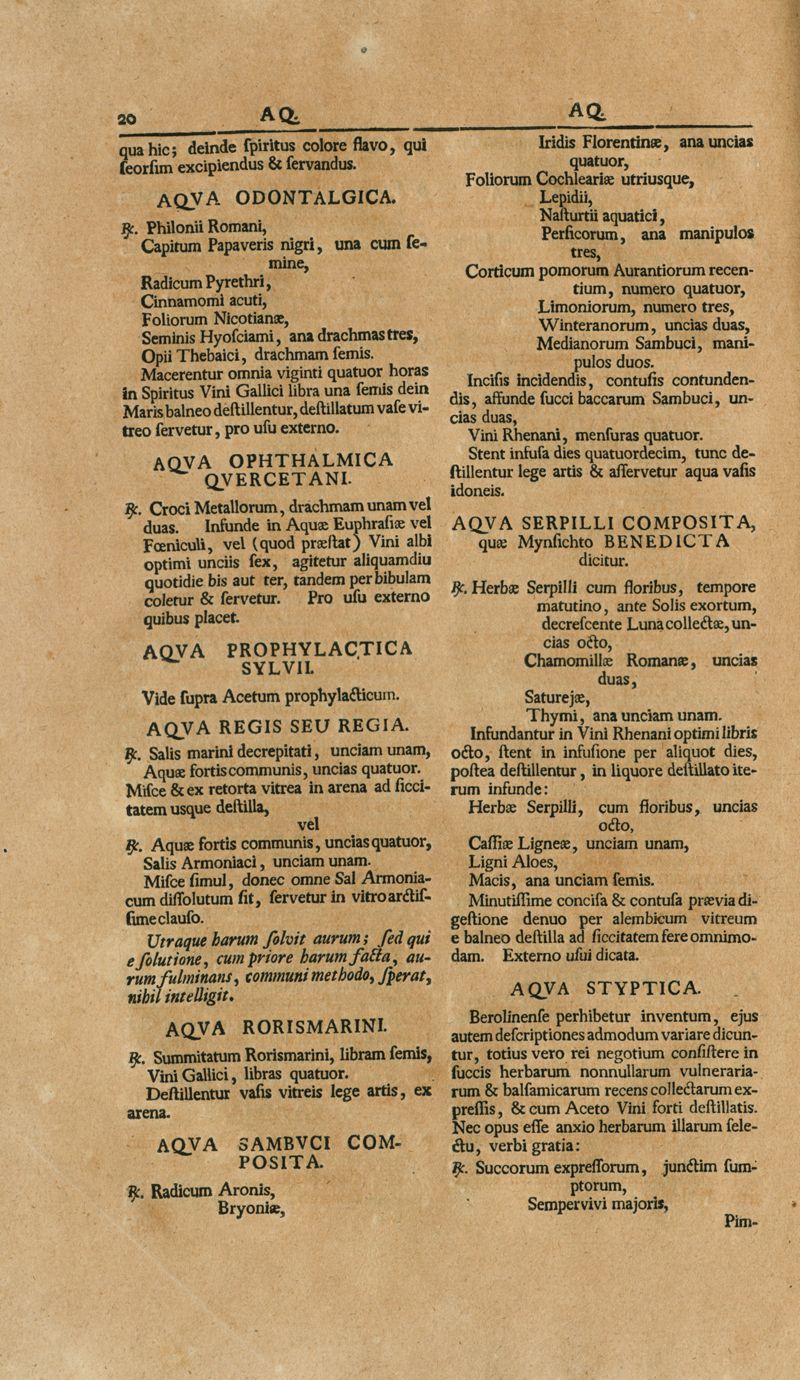 20
AQ.
AQ.
qua hic; deinde ſpiritus colore flavo, qui
ſeorſim excipiendus & ſervandus.
AQVA ODONTALGICA.
℞. Philonii Romani,
Capitum Papaveris nigri, una cum ſe-
mine,
Radicum Pyrethri,
Cinnamomi acuti,
Foliorum Nicotianæ,
Seminis Hyoſciami, ana drachmas tres,
Opii Thebaici, drachmam ſemis.
Macerentur omnia viginti quatuor horas
in Spiritus Vini Gallici libra una ſemis dein
Maris balneo deſtillentur, deſtillatum vaſe vi-
treo ſervetur, pro uſu externo.
AQVA OPHTHALMICA
QVERCETANI.
℞. Croci Metallorum, drachmam unam vel
duas. Infunde in Aquæ Euphraſiæ vel
Fœniculi, vel (quod præſtat) Vini albi
optimi unciis ſex, agitetur aliquamdiu
quotidie bis aut ter, tandem per bibulam
coletur & ſervetur. Pro uſu externo
quibus placet.
AQVA PROPHYLACTICA
SYLVII.
Vide ſupra Acetum prophylacticum.
AQVA REGIS SEU REGIA.
℞. Salis marini decrepitati, unciam unam,
Aquæ fortis communis, uncias quatuor.
Miſce & ex retorta vitrea in arena ad ſicci-
tatem usque deſtilla,
vel
℞. Aquæ fortis communis, uncias quatuor,
Salis Armoniaci, unciam unam.
Miſce ſimul, donec omne Sal Armonia-
cum diſſolutum ſit, ſervetur in vitro arctiſ-
ſime clauſo.
Utraque harum ſolvit aurum; ſed qui
e ſolutione, cum priore harum facta, au-
rum fulminans, communi methodo, ſperat,
nihil intelligit.
AQVA RORISMARINI.
℞. Summitatum Rorismarini, libram ſemis,
Vini Gallici, libras quatuor.
Deſtillentur vaſis vitreis lege artis, ex
arena.
AQVA SAMBVCI COM-
POSITA.
℞. Radicum Aronis,
Bryoniæ,
Iridis Florentinæ, ana uncias
quatuor,
Foliorum Cochleariæ utriusque,
Lepidii,
Naſturtii aquatici,
Perſicorum, ana manipulos
tres,
Corticum pomorum Aurantiorum recen-
tium, numero quatuor,
Limoniorum, numero tres,
Winteranorum, uncias duas,
Medianorum Sambuci, mani-
pulos duos.
Inciſis incidendis, contuſis contunden-
dis, affunde ſucci baccarum Sambuci, un-
cias duas,
Vini Rhenani, menſuras quatuor.
Stent infuſa dies quatuordecim, tunc de-
ſtillentur lege artis & aſſervetur aqua vaſis
idoneis.
AQVA SERPILLI COMPOSITA,
quæ Mynſichto BENEDICTA
dicitur.
℞. Herbæ Serpilli cum floribus, tempore
matutino, ante Solis exortum,
decreſcente Luna collectæ, un-
cias octo,
Chamomillæ Romanæ, uncias
duas,
Saturejæ,
Thymi, ana unciam unam.
Infundantur in Vini Rhenani optimi libris
octo, ſtent in infuſione per aliquot dies,
poſtea deſtillentur, in liquore deſtillato ite-
rum infunde:
Herbæ Serpilli, cum floribus, uncias
octo,
Caſſiæ Ligneæ, unciam unam,
Ligni Aloes,
Macis, ana unciam ſemis.
Minutiſſime conciſa & contuſa prævia di-
geſtione denuo per alembicum vitreum
e balneo deſtilla ad ſiccitatem fere omnimo-
dam. Externo uſui dicata.
AQVA STYPTICA.
Berolinenſe perhibetur inventum, ejus
autem deſcriptiones admodum variare dicun-
tur, totius vero rei negotium conſiſtere in
ſuccis herbarum nonnullarum vulneraria-
rum & balſamicarum recens collectarum ex-
preſſis, & cum Aceto Vini forti deſtillatis.
Nec opus eſſe anxio herbarum illarum ſele-
ctu, verbi gratia:
℞. Succorum expreſſorum, junctim ſum-
ptorum,
Sempervivi majoris,
Pim-